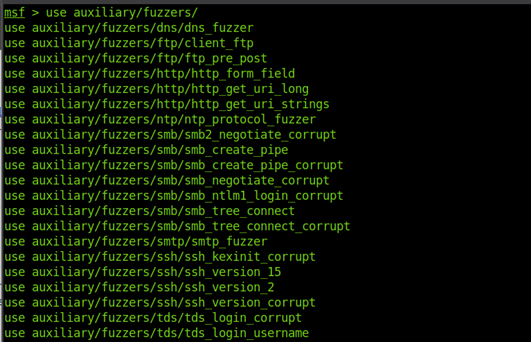 msf > use auxiliary/fuzzers/
use auxiliary/fuzzers/dns/dns_fuzzer
use auxiliary/fuzzers/ftp/client_ftp
use auxiliary/fuzzers/ftp/ftp_pre_post
use auxiliary/fuzzers/http/http_form_field
use auxiliary/fuzzers/http/http_get_uri_long
use auxiliary/fuzzers/http/http_get_uri_strings
use auxiliary/fuzzers/ntp/ntp_protocol_fuzzer
use auxiliary/fuzzers/smb/smb2_negotiate_corrupt
use auxiliary/fuzzers/smb/smb_create_pipe
use auxiliary/fuzzers/smb/smb_create_pipe_corrupt
use auxiliary/fuzzers/smb/smb_negotiate_corrupt
use auxiliary/fuzzers/smb/smb_ntlm1_login_corrupt
use auxiliary/fuzzers/smb/smb_tree_connect
use auxiliary/fuzzers/smb/smb_tree_connect_corrupt
use auxiliary/fuzzers/smtp/smtp_fuzzer
use auxiliary/fuzzers/ssh/ssh_kexinit_corrupt
use auxiliary/fuzzers/ssh/ssh_version_15
use auxiliary/fuzzers/ssh/ssh_version_2
use auxiliary/fuzzers/ssh/ssh_version_corrupt
use auxiliary/fuzzers/tds/tds_login_corrupt
use auxiliary/fuzzers/tds/tds_login_username